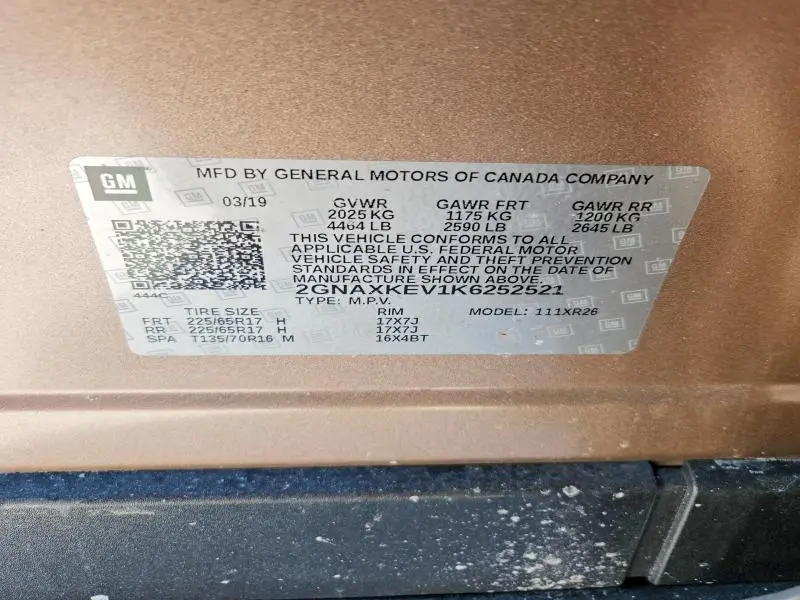 GM
MFD BY GENERAL MOTORS OF CANADA COMPANY
03/19 GVWR GAWR FRT GAWR RR
2025 KG 1175 KG 1200 KG
4464 LB 2590 LB 2645 LB
THIS VEHICLE CONFORMS TO ALL
APPLICABLE U.S. FEDERAL MOTOR
VEHICLE SAFETY AND THEFT PREVENTION
STANDARDS IN EFFECT ON THE DATE OF
MANUFACTURE SHOWN ABOVE.
444C 2GNAXKEV1K6252521
TYPE: M.P.V.
TIRE SIZE RIM MODEL: 111XR26
FRT 225/65R17 H 17X7J
RR 225/65R17 H 17X7J
SPA T135/70R16 M 16X4BT